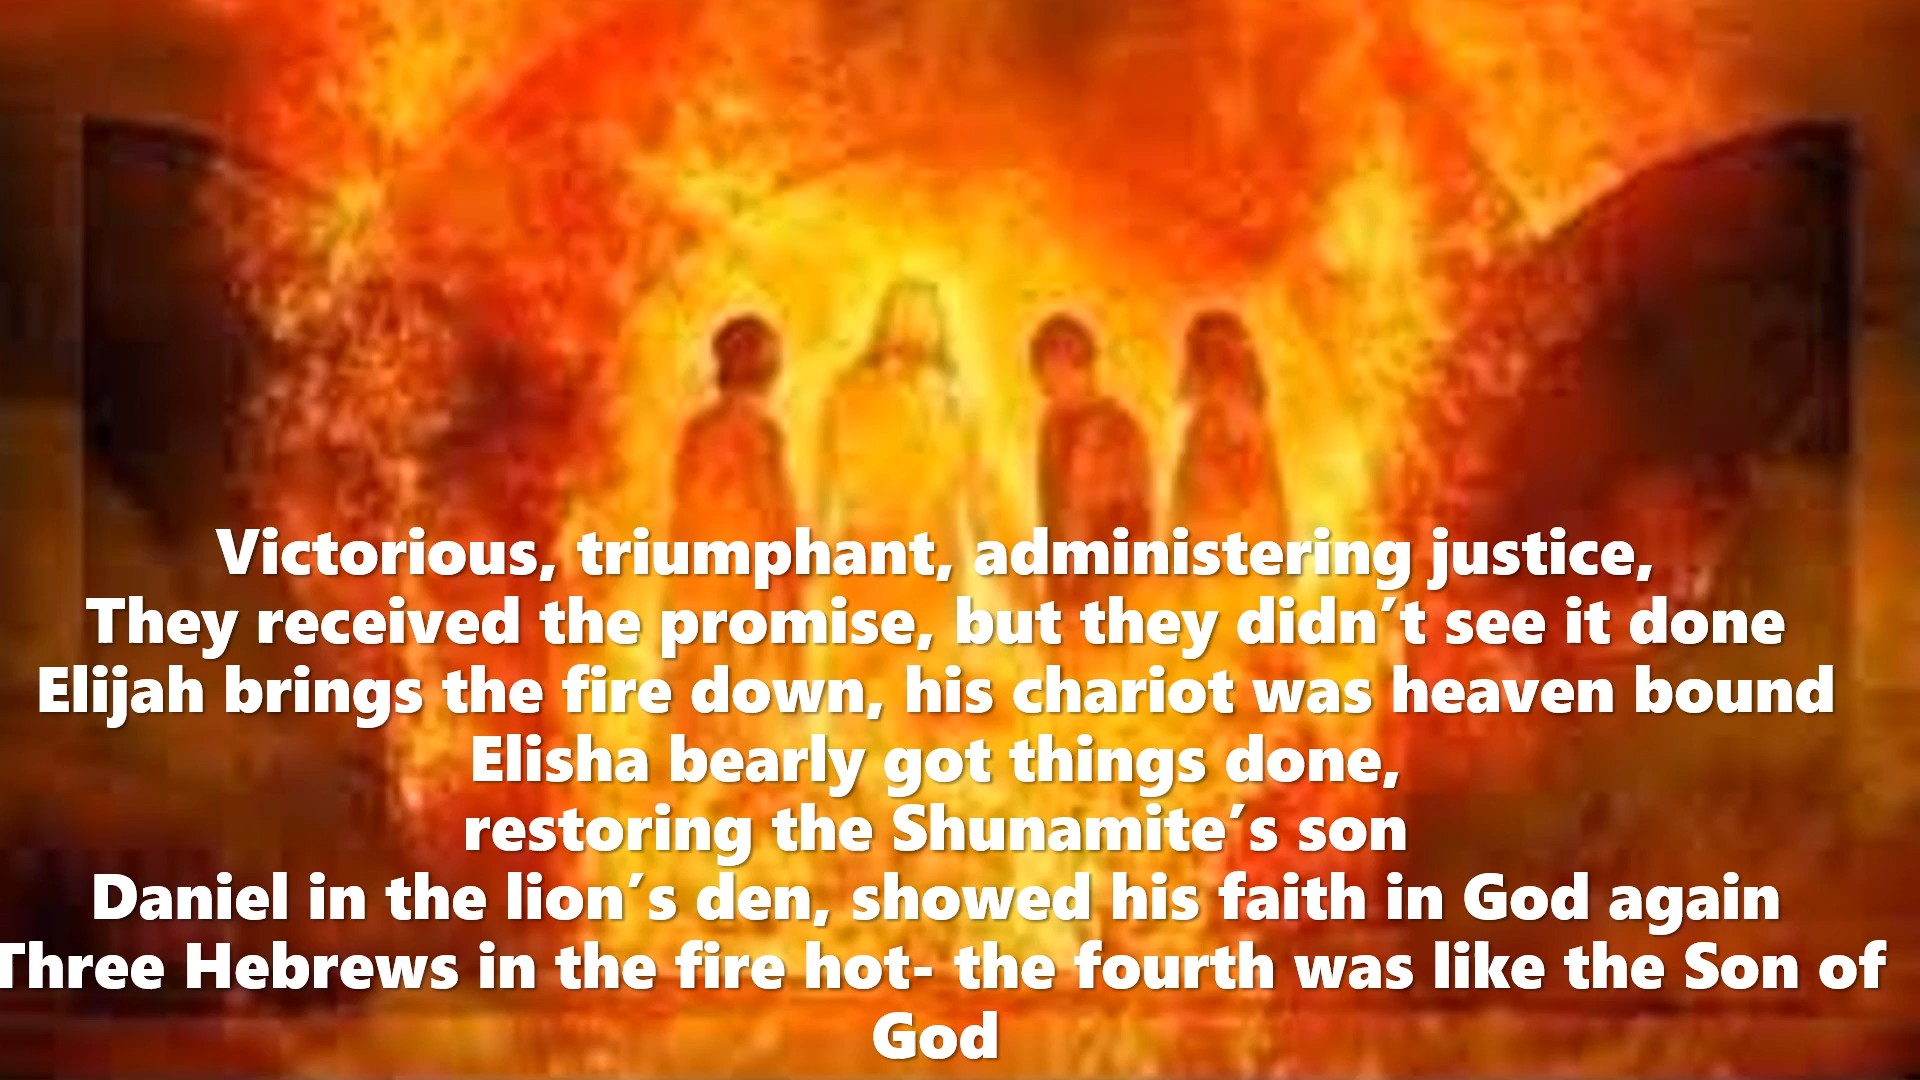 Victorious, triumphant, administering justice,
They received the promise, but they didn′t see it done
Elijah brings the fire down, his chariot was heaven bound
Elisha bearly got things done,
restoring the Shunamite′s son
Daniel in the lion′s den, showed his faith in God again
Three Hebrews in the fire hot- the fourth was like the Son of
God